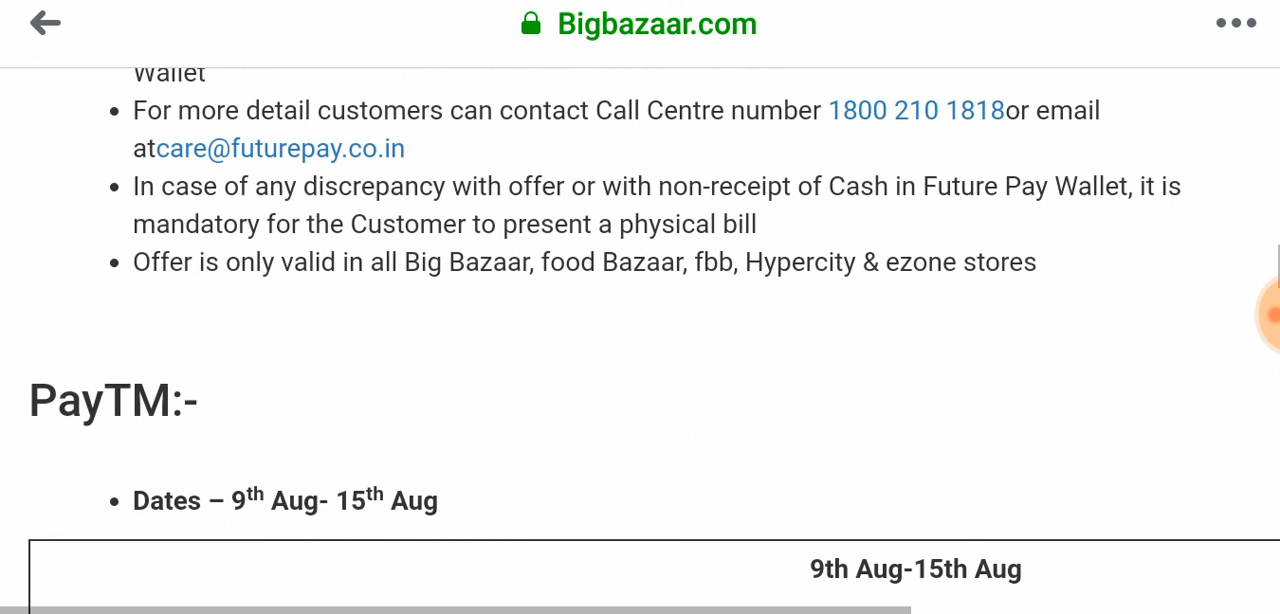 Bigbazaar.com
Wallet
For more detail customers can contact Call Centre number 1800 210 1818or email
atcare@futurepay.co.in
In case of any discrepancy with offer or with non-receipt of Cash in Future Pay Wallet, it is
mandatory for the Customer to present a physical bill
Offer is only valid in all Big Bazaar, food Bazaar, fbb, Hypercity & ezone stores
PayTM:-
Dates – 9th Aug- 15th Aug
9th Aug-15th Aug